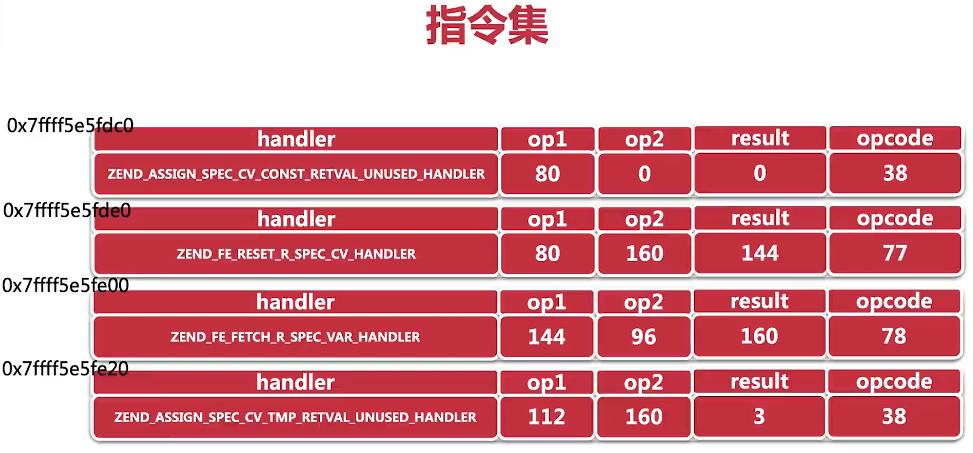 指令集
0x7ffff5e5fdc0
handler op1 op2 result opcode
ZEND_ASSIGN_SPEC_CV_CONST_RETVAL_UNUSED_HANDLER 80 0 0 38
0x7ffff5e5fde0
handler op1 op2 result opcode
ZEND_FE_RESET_R_SPEC_CV_HANDLER 80 160 144 77
0x7ffff5e5fe00
handler op1 op2 result opcode
ZEND_FE_FETCH_R_SPEC_VAR_HANDLER 144 96 160 78
0x7ffff5e5fe20
handler op1 op2 result opcode
ZEND_ASSIGN_SPEC_CV_TMP_RETVAL_UNUSED_HANDLER 112 160 3 38